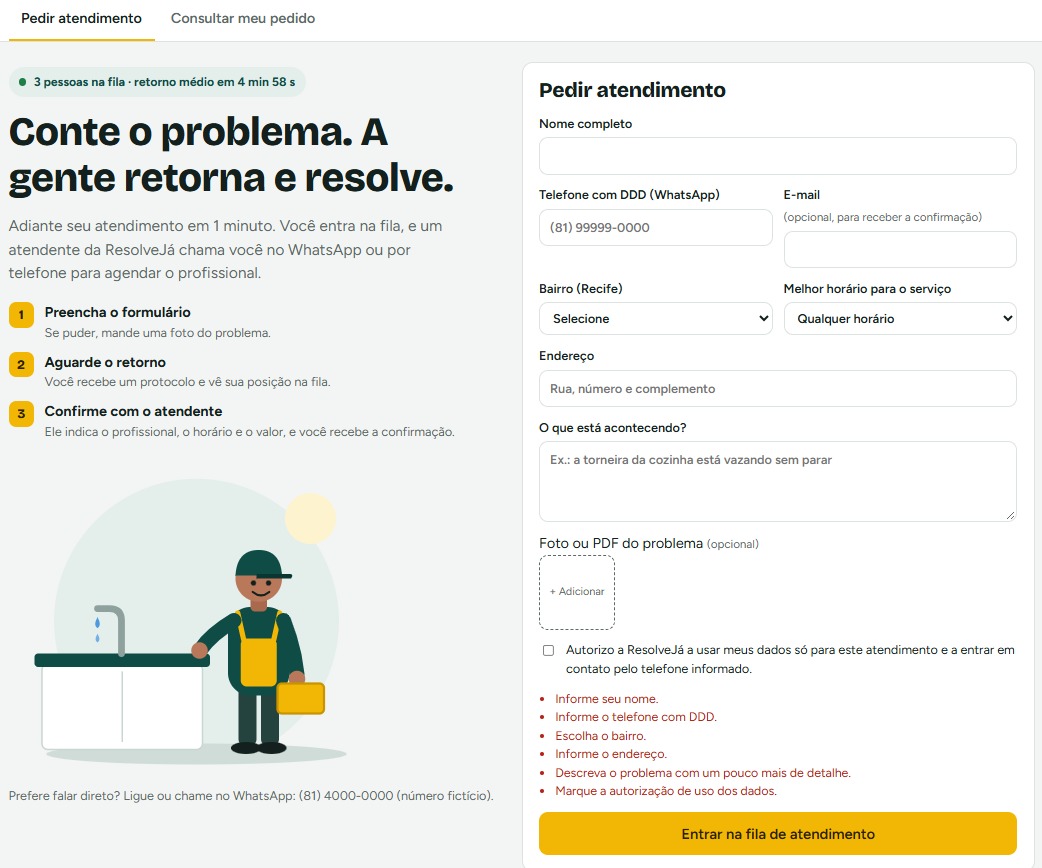 Pedir atendimento
Consultar meu pedido
3 pessoas na fila · retorno médio em 4 min 58 s
Conte o problema. A
gente retorna e resolve.
Adiante seu atendimento em 1 minuto. Você entra na fila, e um
atendente da ResolveJá chama você no WhatsApp ou por
telefone para agendar o profissional.
1
Preencha o formulário
Se puder, mande uma foto do problema.
2
Aguarde o retorno
Você recebe um protocolo e vê sua posição na fila.
3
Confirme com o atendente
Ele indica o profissional, o horário e o valor, e você recebe a confirmação.
Prefere falar direto? Ligue ou chame no WhatsApp: (81) 4000-0000 (número fictício).
Pedir atendimento
Nome completo
Telefone com DDD (WhatsApp)
(81) 99999-0000
E-mail
(opcional, para receber a confirmação)
Bairro (Recife)
Selecione
Melhor horário para o serviço
Qualquer horário
Endereço
Rua, número e complemento
O que está acontecendo?
Ex.: a torneira da cozinha está vazando sem parar
Foto ou PDF do problema (opcional)
+ Adicionar
Autorizo a ResolveJá a usar meus dados só para este atendimento e a entrar em
contato pelo telefone informado.
• Informe seu nome.
• Informe o telefone com DDD.
• Escolha o bairro.
• Informe o endereço.
• Descreva o problema com um pouco mais de detalhe.
• Marque a autorização de uso dos dados.
Entrar na fila de atendimento